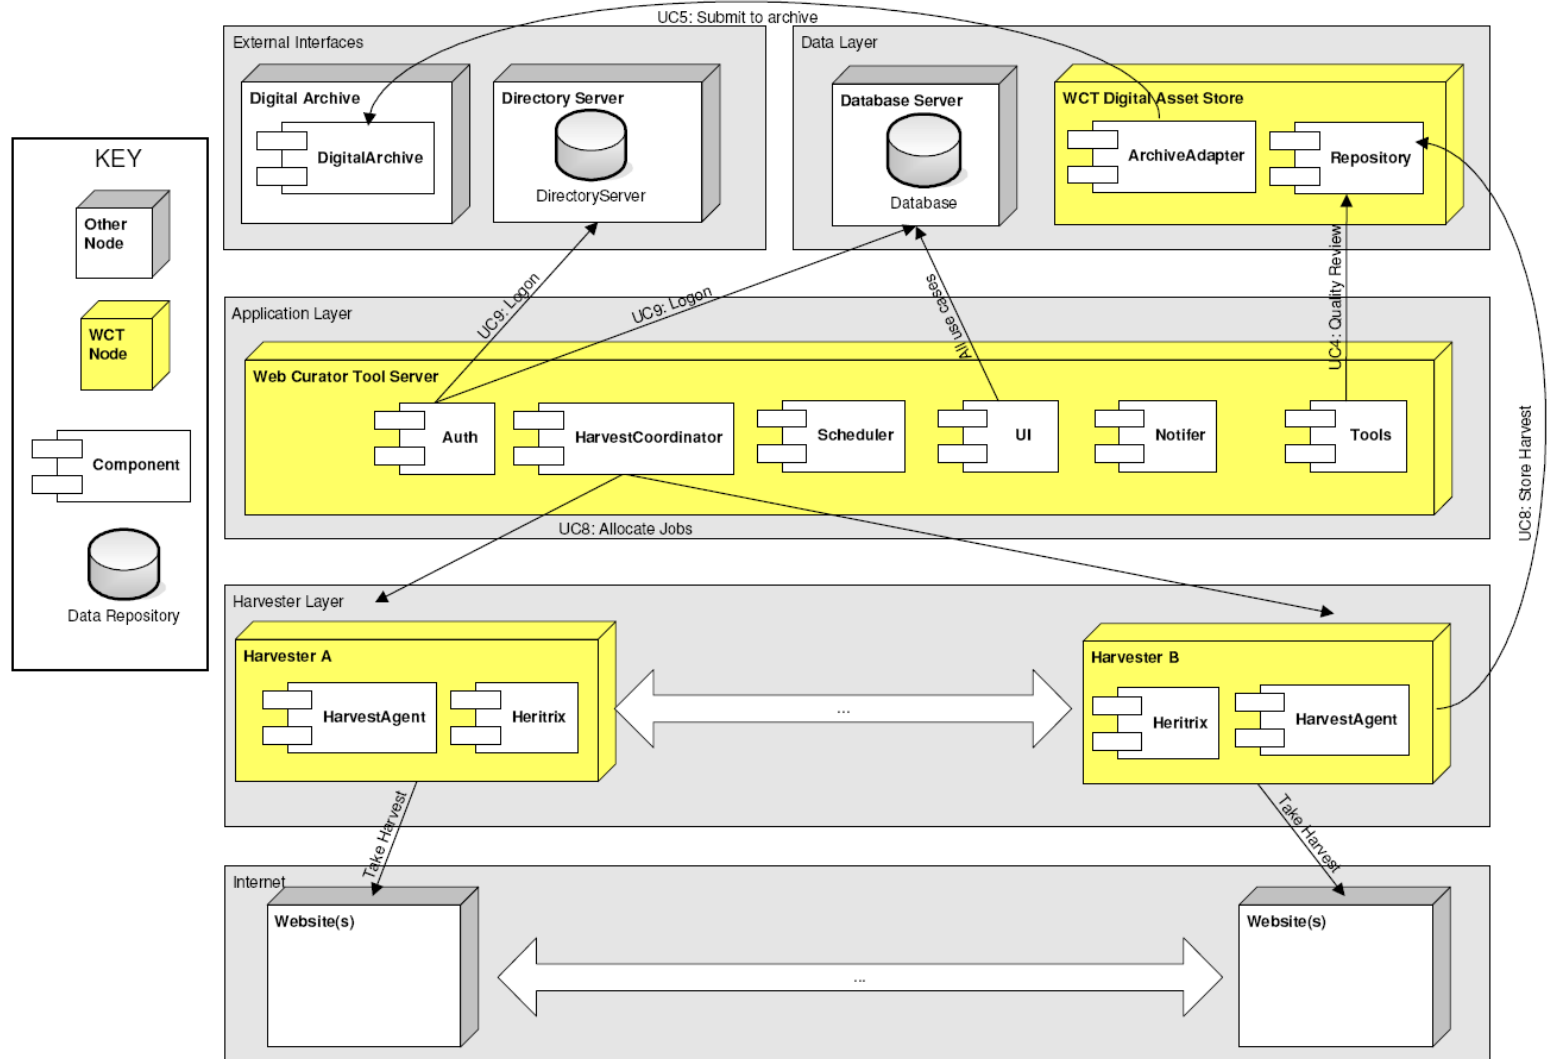 UC5: Submit to archive
External Interfaces
Data Layer
Digital Archive
DigitalArchive
Directory Server
DirectoryServer
Database Server
Database
WCT Digital Asset Store
ArchiveAdapter
Repository
KEY
Other
Node
WCT
Node
Component
Data Repository
UC9: Logon
UC9: Logon
All use cases
UC4: Quality Review
UC8: Store Harvest
Application Layer
Web Curator Tool Server
Auth
HarvestCoordinator
Scheduler
UI
Notifer
Tools
UC8: Allocate Jobs
Harvester Layer
Harvester A
HarvestAgent
Heritrix
...
Harvester B
Heritrix
HarvestAgent
Take Harvest
Take Harvest
Internet
Website(s)
...
Website(s)